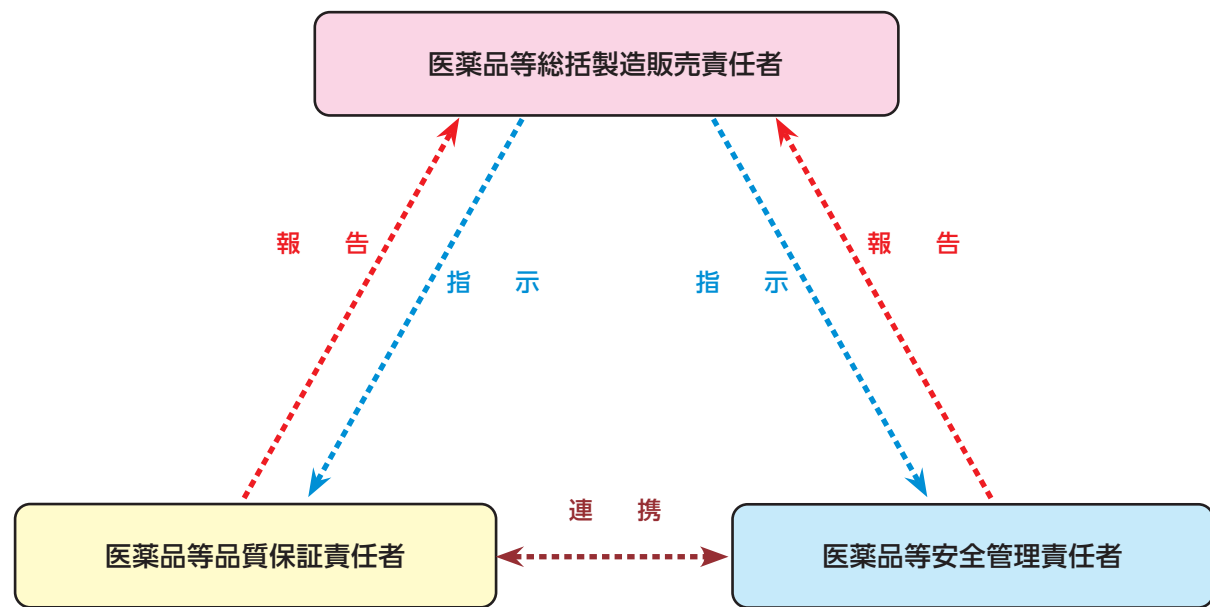 医薬品等総括製造販売責任者
報　告
報　告
指　示
指　示
連　携
医薬品等品質保証責任者
医薬品等安全管理責任者